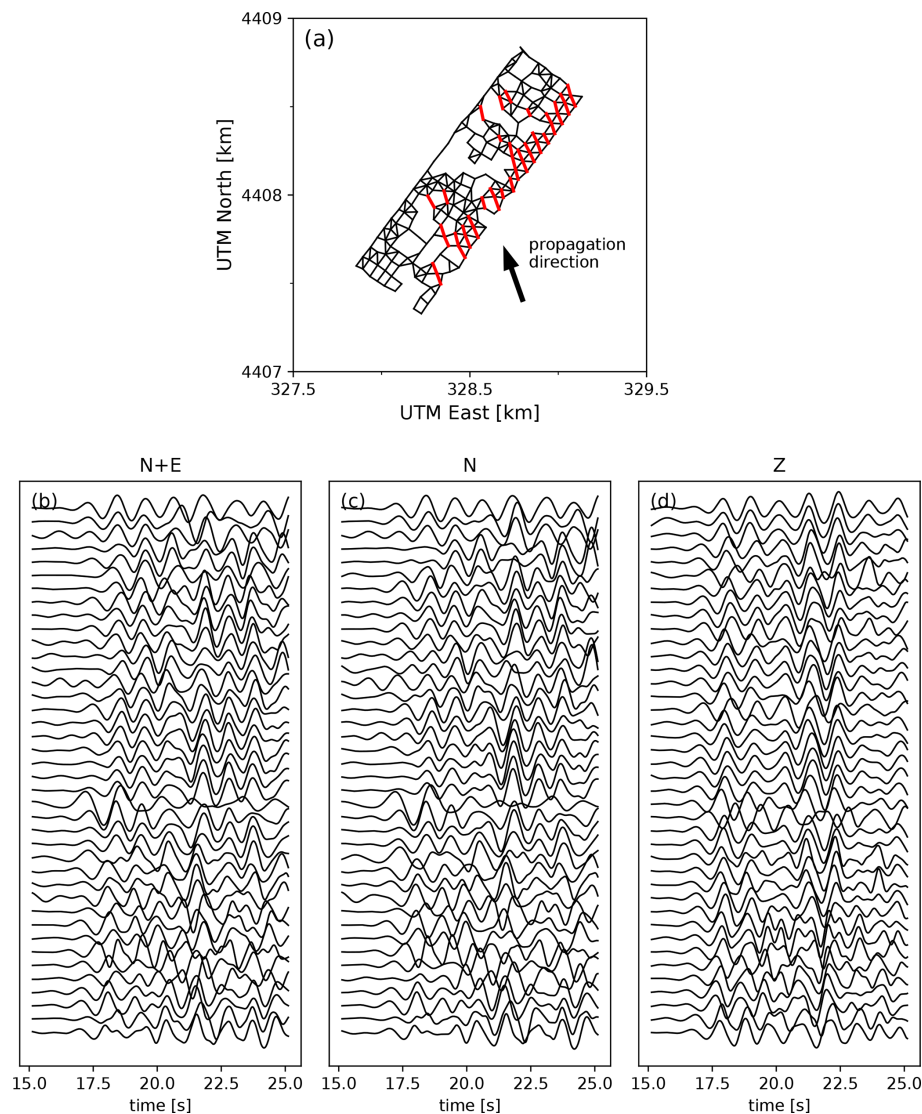 4409
(a)
UTM North [km]
4408
propagation
direction
4407
327.5 328.5 329.5
UTM East [km]
N+E N Z
(b) (c) (d)
15.0 17.5 20.0 22.5 25.0 15.0 17.5 20.0 22.5 25.0 15.0 17.5 20.0 22.5 25.0
time [s] time [s] time [s]